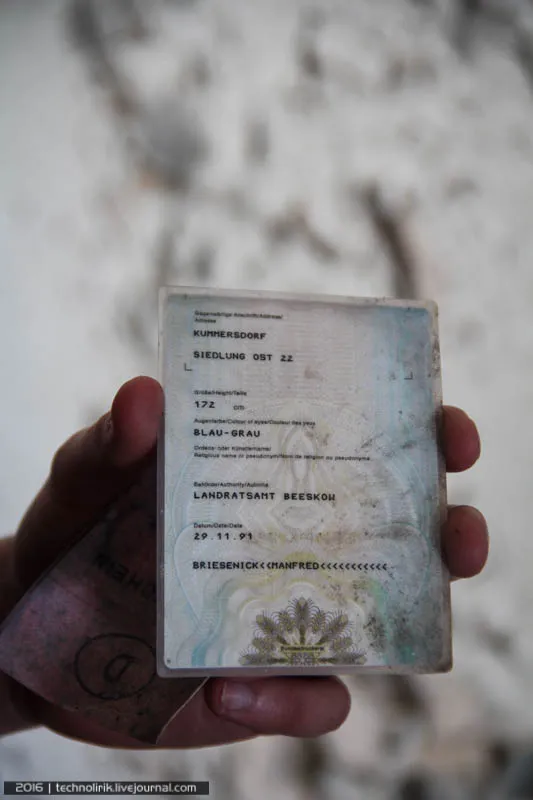 Gegenwärtige Anschrift/Address/
Adresse
KUMMERSDORF
SIEDLUNG OST 22
Größe/Height/Taille
172 cm
Augenfarbe/Colour of eyes/Couleur des yeux
BLAU-GRAU
Ordens- oder Künstlername/
Religious name or pseudonym/Nom de religion ou pseudonyme
Behörde/Authority/Autorité
LANDRATSAMT BEESKOW
Datum/Date/Date
29.11.91
BRIESENICK<<MANFRED<<<<<<<<<<<
Bundesdruckerei
D
2016 | technolirik.livejournal.com